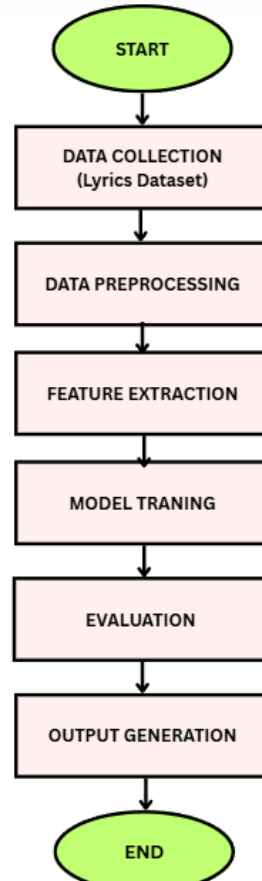 START
DATA COLLECTION
(Lyrics Dataset)
DATA PREPROCESSING
FEATURE EXTRACTION
MODEL TRANING
EVALUATION
OUTPUT GENERATION
END